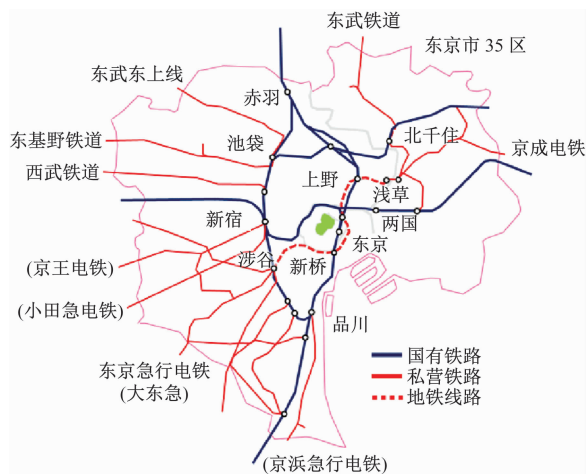 东武铁道
东京市35区
东武东上线
赤羽
东基野铁道
池袋
北千住
京成电铁
西武铁道
上野
浅草
新宿
两国
东京
(京王电铁)
涉谷
新桥
(小田急电铁)
品川
东京急行电铁
(大东急)
国有铁路
私营铁路
地铁线路
(京浜急行电铁)